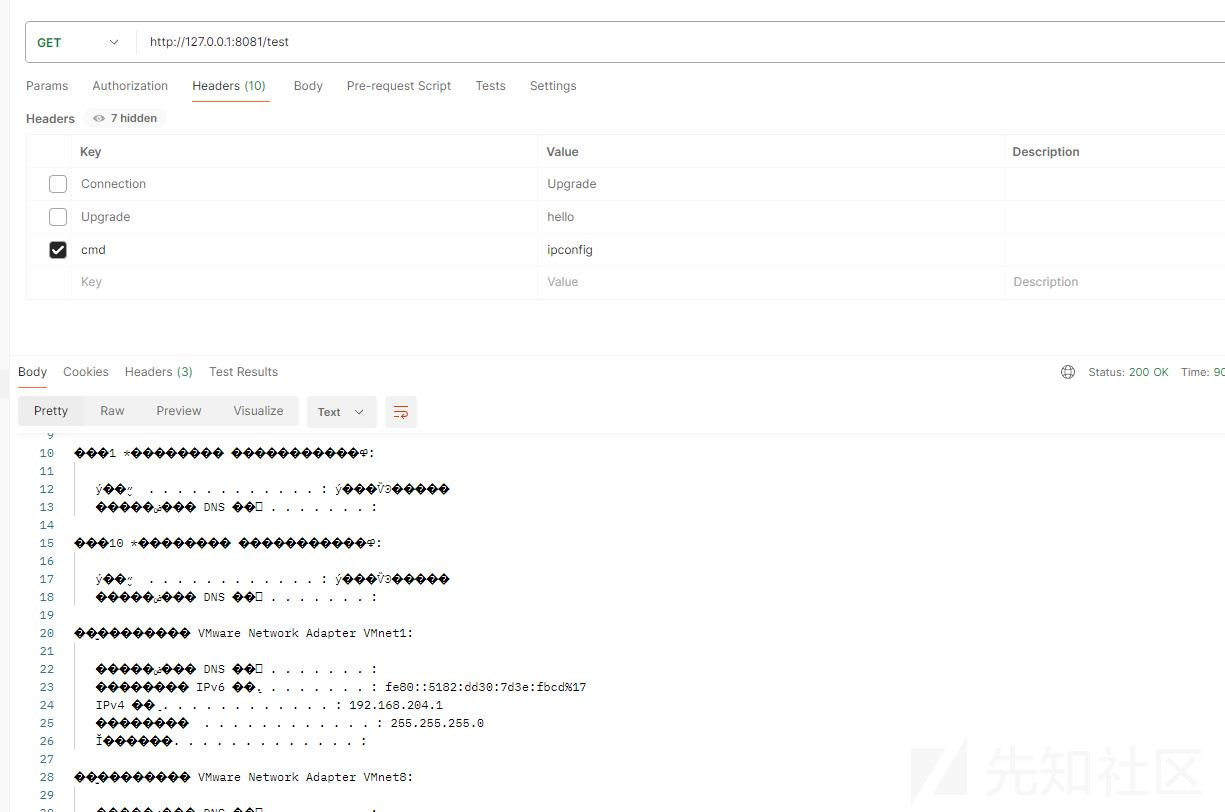 GET http://127.0.0.1:8081/test
Params Authorization Headers (10) Body Pre-request Script Tests Settings
Headers 7 hidden
Key Value Description
Connection Upgrade
Upgrade hello
cmd ipconfig
Key Value Description
Body Cookies Headers (3) Test Results Status: 200 OK Time: 90
Pretty Raw Preview Visualize Text
9
10 ���1 *�������� �����������:
11
12 . . . . . . . . . . . . :
13 DNS . . . . . . . :
14
15 ���10 *�������� �����������:
16
17 . . . . . . . . . . . . :
18 DNS . . . . . . . :
19
20 VMware Network Adapter VMnet1:
21
22 DNS . . . . . . . :
23 IPv6 . . . . . . . . : fe80::5182:dd30:7d3e:fbcd%17
24 IPv4 . . . . . . . . . . . . . : 192.168.204.1
25 . . . . . . . . . . . . : 255.255.255.0
26 . . . . . . . . . . . . . :
27
28 VMware Network Adapter VMnet8:
29
先知社区